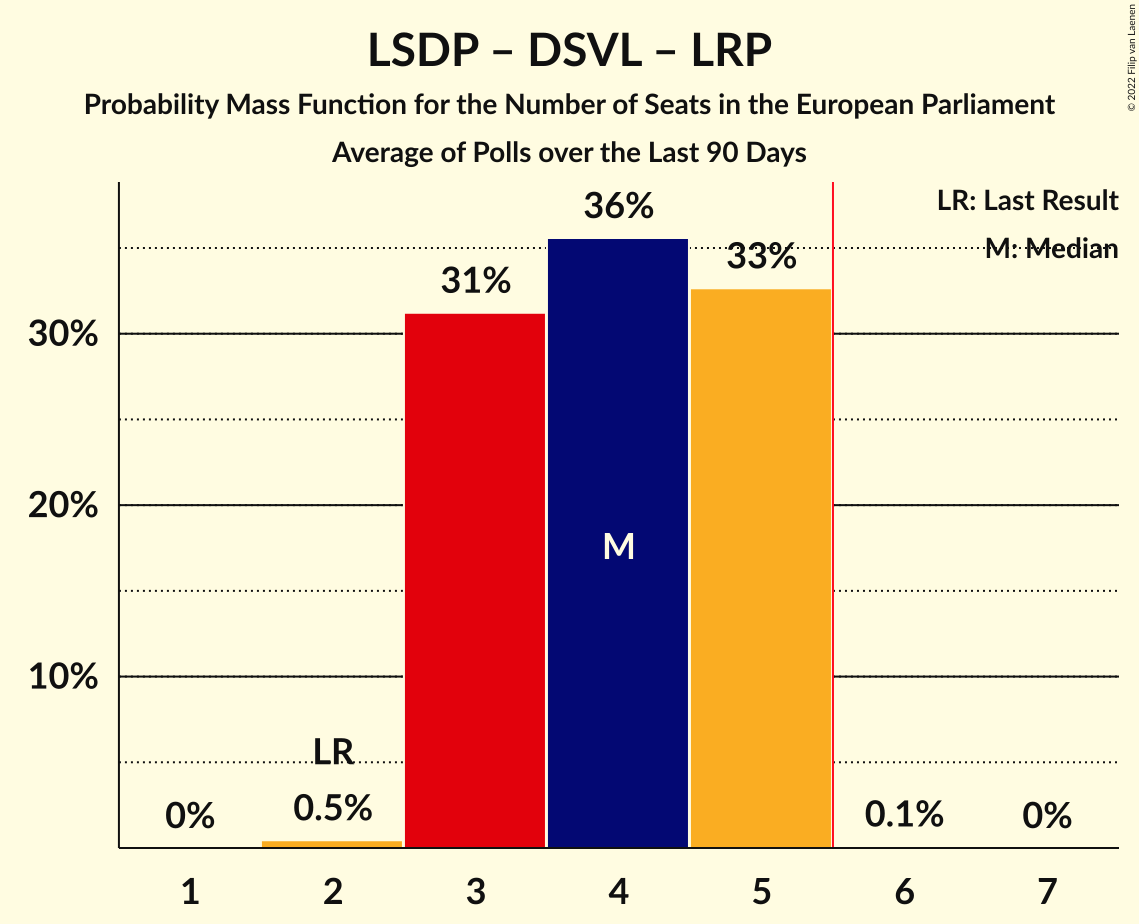 LSDP – DSVL – LRP
Probability Mass Function for the Number of Seats in the European Parliament
Average of Polls over the Last 90 Days
© 2022 Filip van Laenen
LR: Last Result
M: Median
36%
33%
31%
30%
20%
M
10%
LR
0%
0.5%
0.1%
0%
1
2
3
4
5
6
7